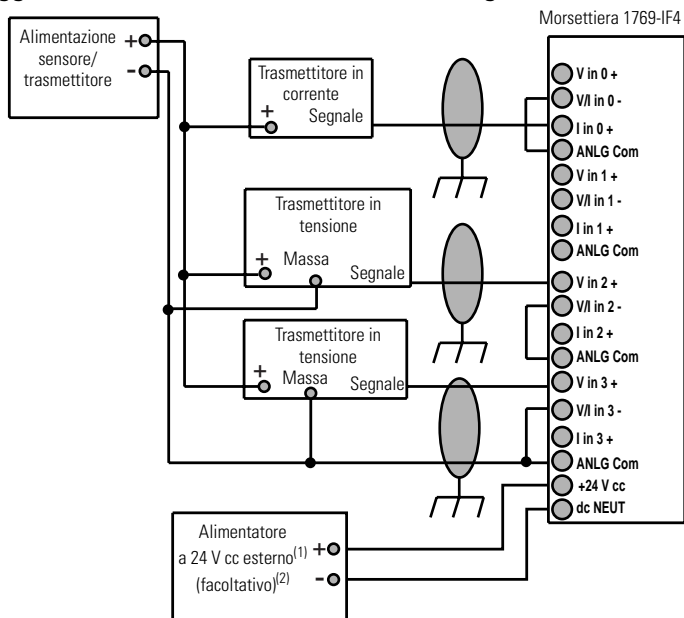 Morsettiera 1769-IF4
Alimentazione
sensore/
trasmettitore
+
-
Trasmettitore in
corrente
+
Segnale
Trasmettitore in
tensione
+
Massa
Segnale
Trasmettitore in
tensione
+
Massa
Segnale
V in 0 +
V/I in 0 -
I in 0 +
ANLG Com
V in 1 +
V/I in 1 -
I in 1 +
ANLG Com
V in 2 +
V/I in 2 -
I in 2 +
ANLG Com
V in 3 +
V/I in 3 -
I in 3 +
ANLG Com
+24 V cc
dc NEUT
Alimentatore
a 24 V cc esterno(1)
(facoltativo)(2)
+
-